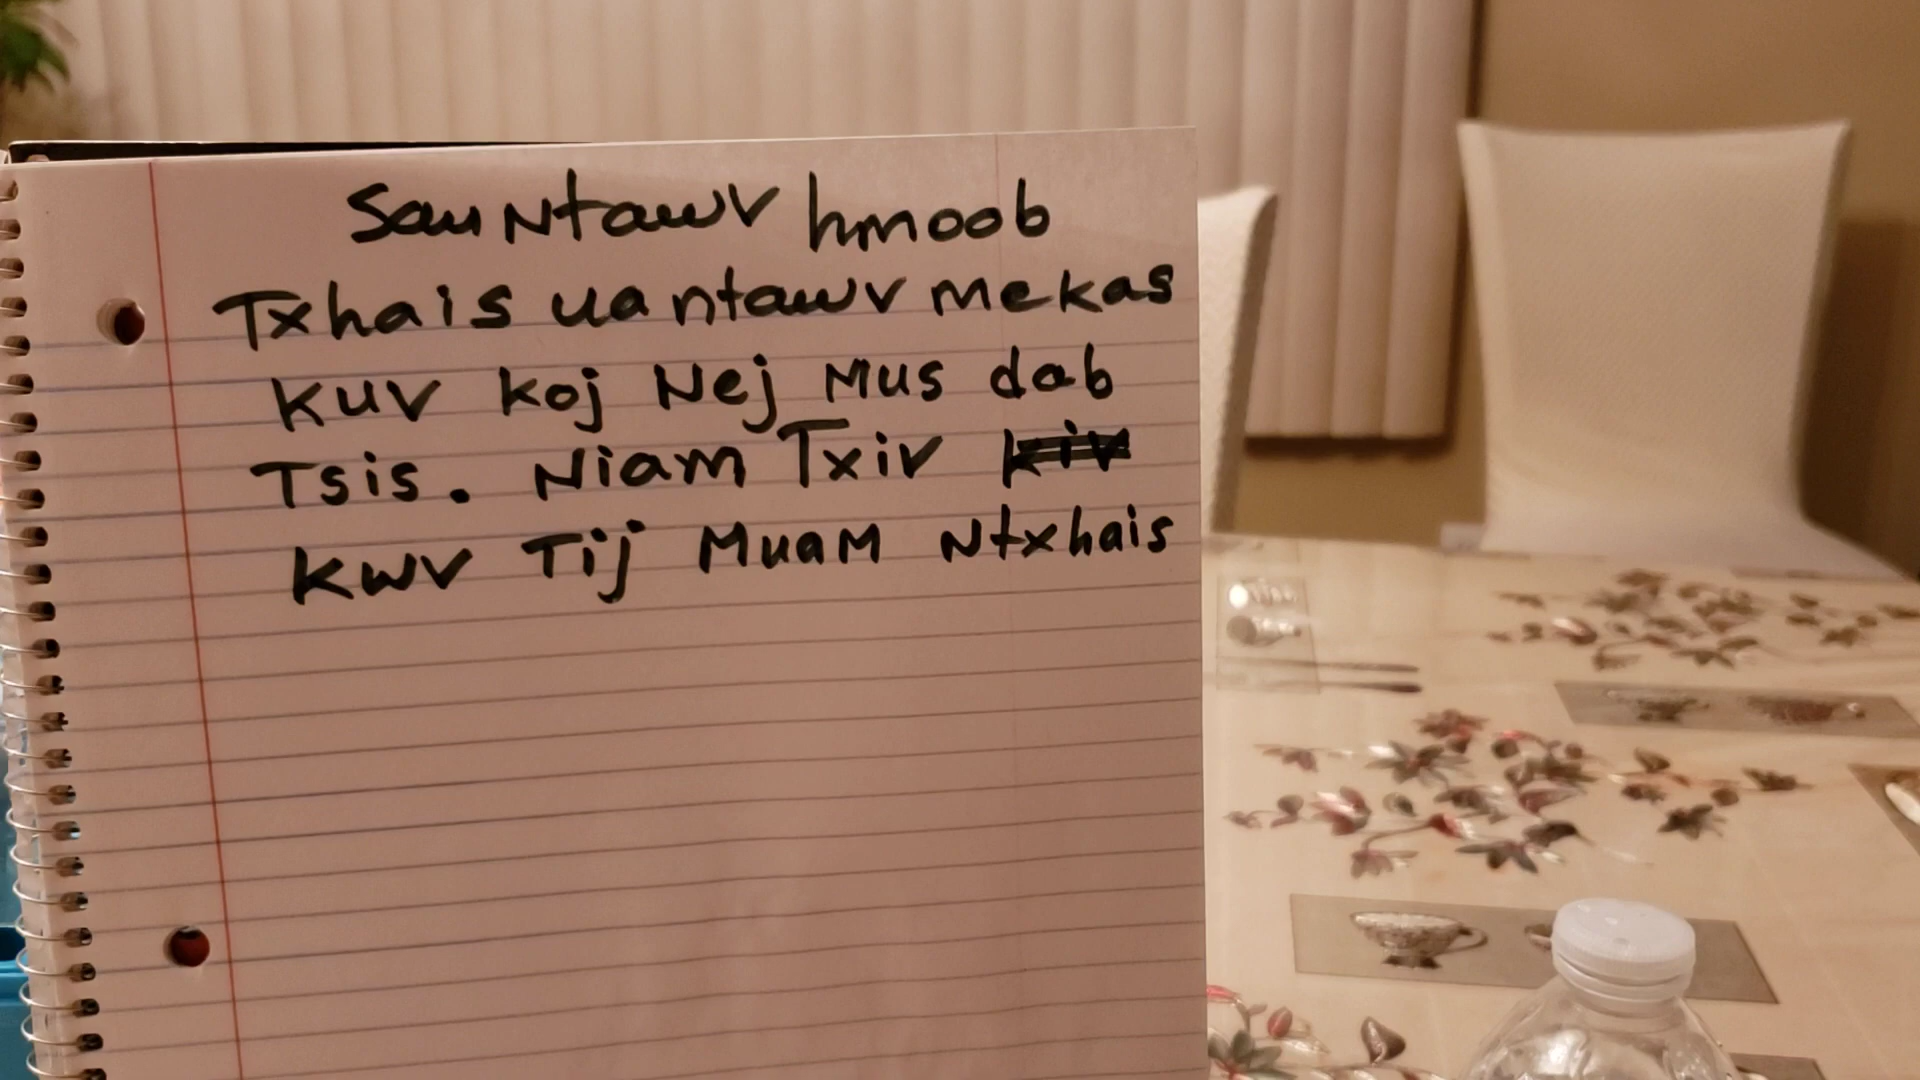 Sau Ntawv hmoob
Txhais ua ntawv mekas
Kuv koj Nej Mus dab
Tsis. Niam Txiv kiv
Kwv Tij Muam Ntxhais